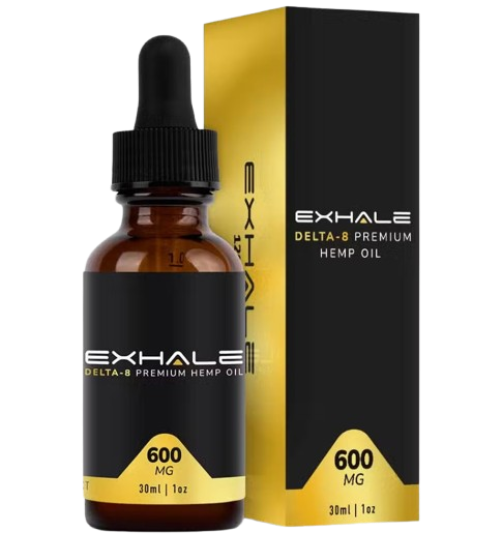 EXHALE
DELTA-8 PREMIUM HEMP OIL
600
MG
30ml | 1oz
EXHALE
EXHALE
DELTA-8 PREMIUM
HEMP OIL
600
MG
30ml | 1oz